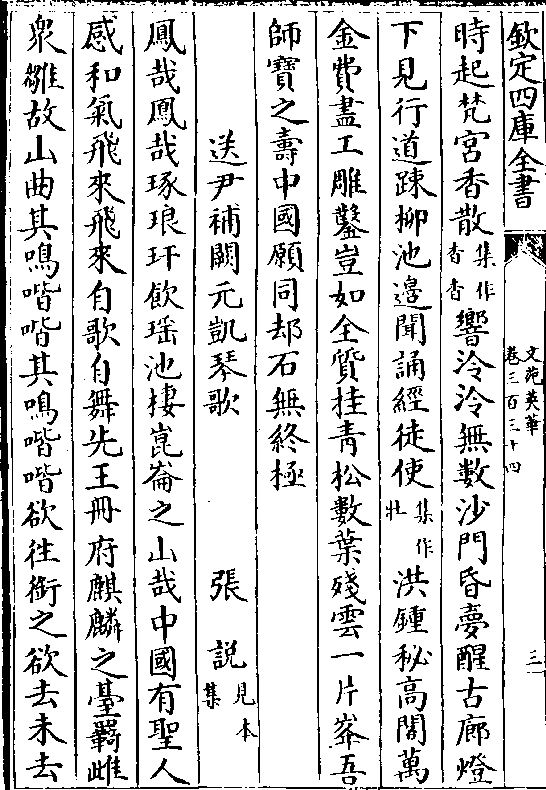 欽定四庫全書
文苑英華
卷三百三十四
三
時起梵宮香散集作香香響泠泠無數沙門昏夢醒古廊燈
下見行道踈柳池邊聞誦經徒使集作壯洪鍾秘高閣萬
金費盡工雕鑿豈如全質挂青松數葉殘雲一片峯吾
師寶之壽中國願同却石無終極
送尹補闕元凱琴歌 張說見本集
鳳哉鳳哉琢琅玕飲瑶池捿崑崙之山哉中國有聖人
感和氣飛來飛來自歌自舞先王冊府麒麟之臺羇雌
衆雛故山曲其鳴喈喈其鳴喈喈欲往銜之欲去未去